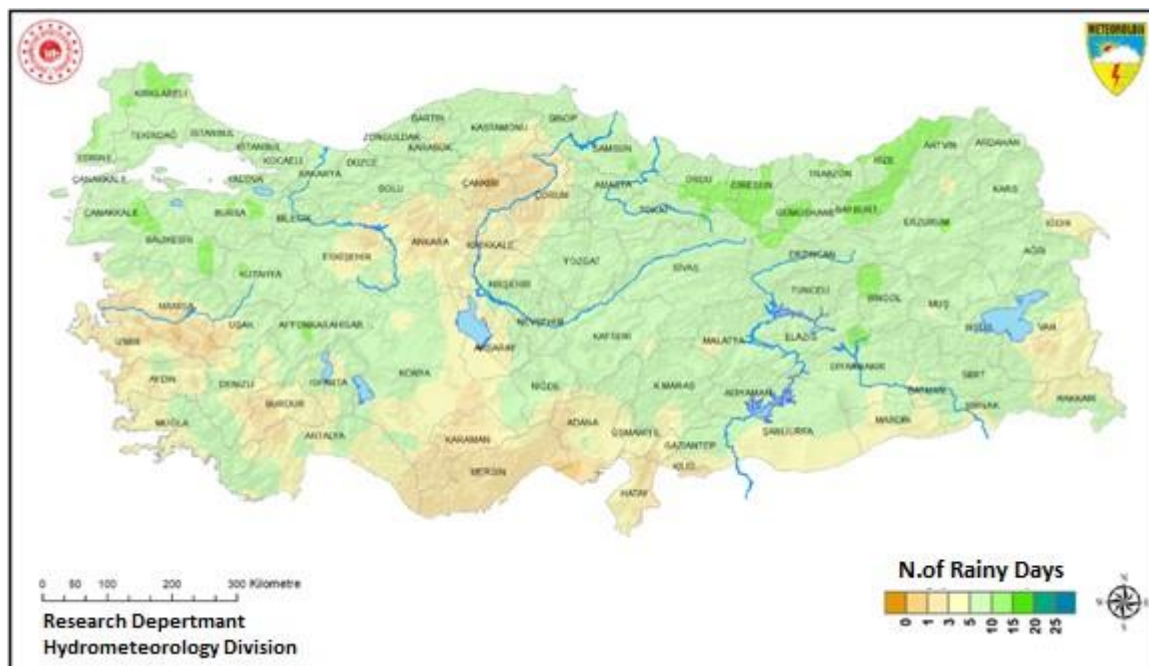 METEOROLOJİ
KIRKLARELİ
TEKİRDAĞ
İSTANBUL
İSTANBUL
EDİRNE
KOCAELİ
YALOVA
SAKARYA
DÜZCE
ZONGULDAK
BARTIN
KARABÜK
KASTAMONU
SİNOP
SAMSUN
ORDU
GİRESUN
TRABZON
RİZE
ARTVİN
ARDAHAN
ÇANAKKALE
ÇANAKKALE
BURSA
BİLECİK
BOLU
ÇANKIRI
ÇORUM
AMASYA
TOKAT
GÜMÜŞHANE
BAYBURT
ERZURUM
KARS
IĞDIR
BALIKESİR
KÜTAHYA
ESKİŞEHİR
ANKARA
KIRIKKALE
YOZGAT
SİVAS
ERZİNCAN
TUNCELİ
BİNGÖL
MUŞ
AĞRI
MANİSA
UŞAK
AFYONKARAHİSAR
KIRŞEHİR
NEVŞEHİR
KAYSERİ
MALATYA
ELAZIĞ
DİYARBAKIR
BİTLİS
VAN
İZMİR
AYDIN
DENİZLİ
ISPARTA
BURDUR
KONYA
AKSARAY
NİĞDE
K.MARAŞ
ADIYAMAN
BATMAN
SİİRT
ŞIRNAK
HAKKARİ
MUĞLA
ANTALYA
KARAMAN
MERSİN
ADANA
OSMANİYE
GAZİANTEP
KİLİS
HATAY
ŞANLIURFA
MARDİN
0 50 100 200 300 Kilometre
Research Depertmant
Hydrometeorology Division
N.of Rainy Days
0 1 3 5 10 15 20 25